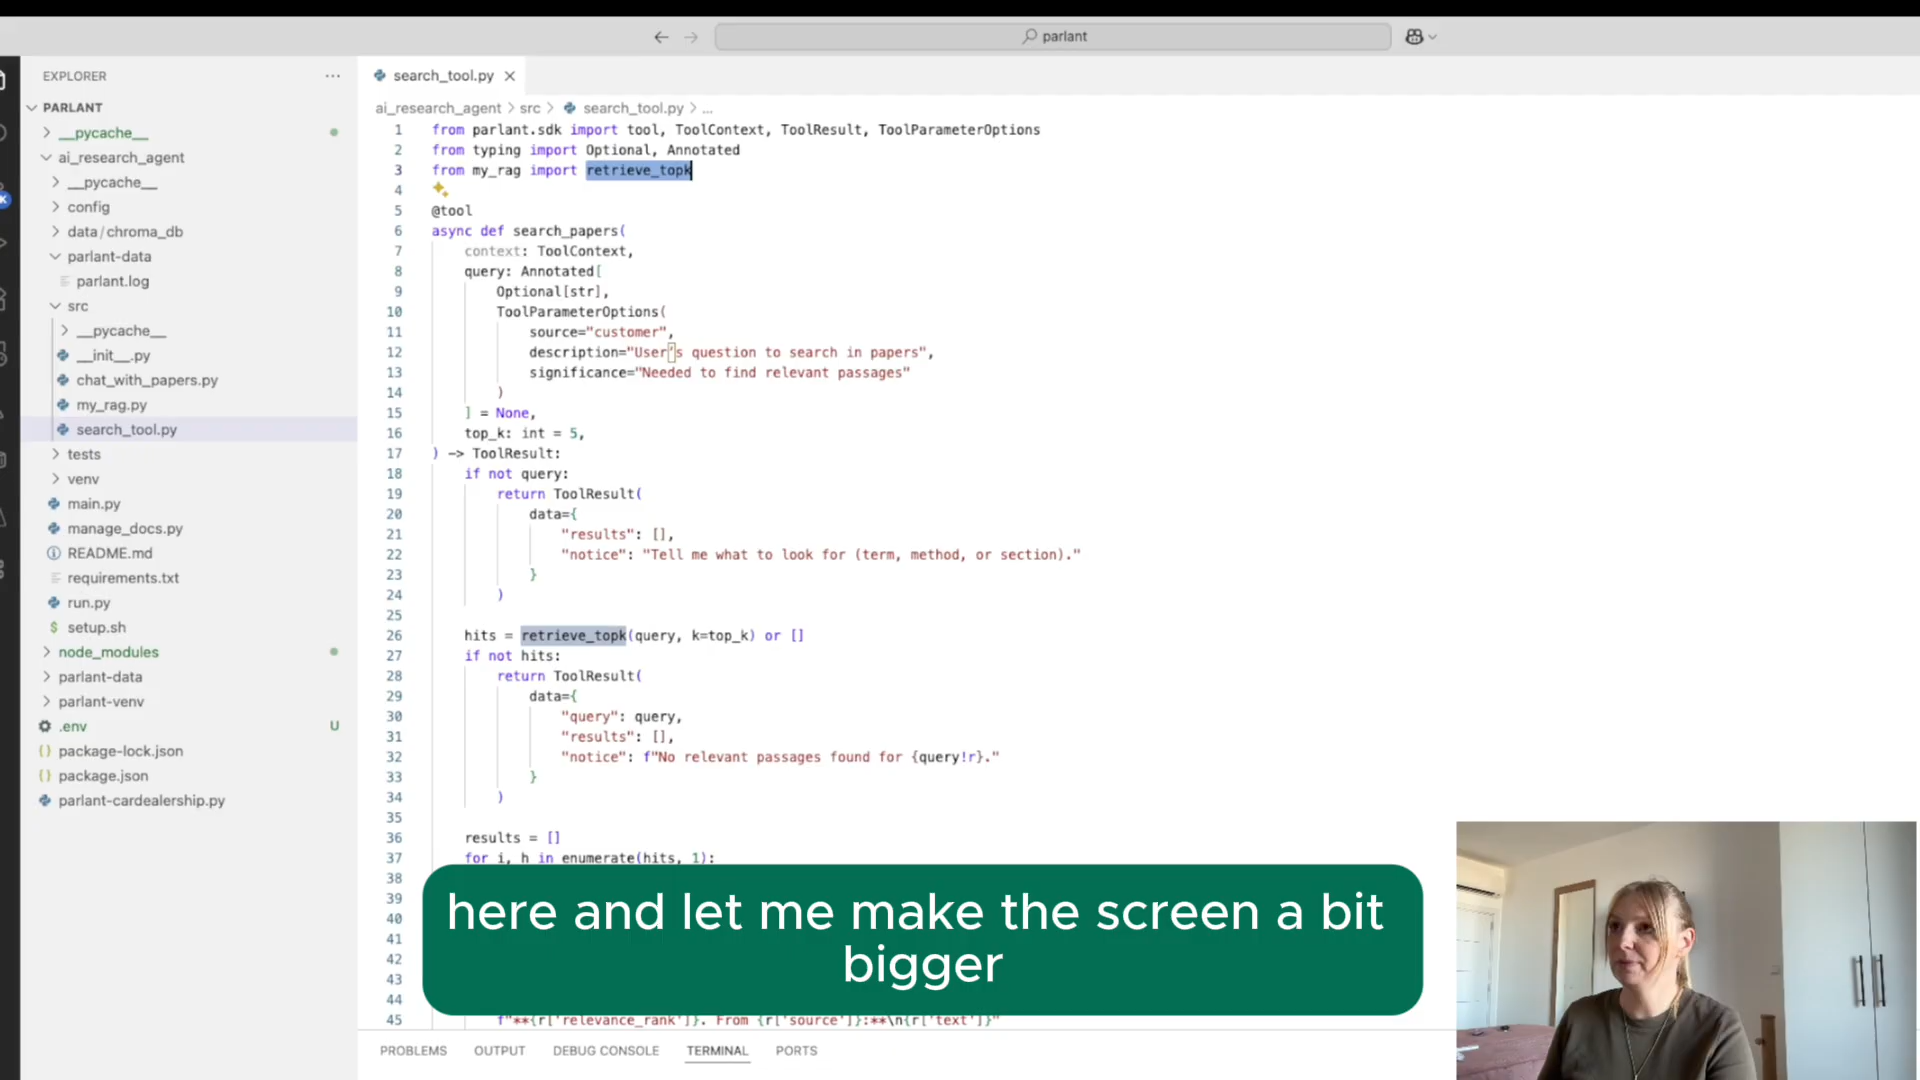 parlant
EXPLORER
PARLANT
__pycache__
ai_research_agent
__pycache__
config
data/chroma_db
parlant-data
parlant.log
src
__pycache__
__init__.py
chat_with_papers.py
my_rag.py
search_tool.py
tests
venv
main.py
manage_docs.py
README.md
requirements.txt
run.py
$ setup.sh
node_modules
parlant-data
parlant-venv
.env U
{} package-lock.json
{} package.json
parlant-cardealership.py
search_tool.py
ai_research_agent > src > search_tool.py > ...
1 from parlant.sdk import tool, ToolContext, ToolResult, ToolParameterOptions
2 from typing import Optional, Annotated
3 from my_rag import retrieve_topk
4
5 @tool
6 async def search_papers(
7 context: ToolContext,
8 query: Annotated[
9 Optional[str],
10 ToolParameterOptions(
11 source="customer",
12 description="User's question to search in papers",
13 significance="Needed to find relevant passages"
14 )
15 ] = None,
16 top_k: int = 5,
17 ) -> ToolResult:
18 if not query:
19 return ToolResult(
20 data={
21 "results": [],
22 "notice": "Tell me what to look for (term, method, or section)."
23 }
24 )
25
26 hits = retrieve_topk(query, k=top_k) or []
27 if not hits:
28 return ToolResult(
29 data={
30 "query": query,
31 "results": [],
32 "notice": f"No relevant passages found for {query!r}."
33 }
34 )
35
36 results = []
37 for i, h in enumerate(hits, 1):
38
39
40
41
42
43
44
45 f"**{r['relevance_rank']}. From {r['source']}:**\n{r['text']}"
here and let me make the screen a bit
bigger
PROBLEMS OUTPUT DEBUG CONSOLE TERMINAL PORTS